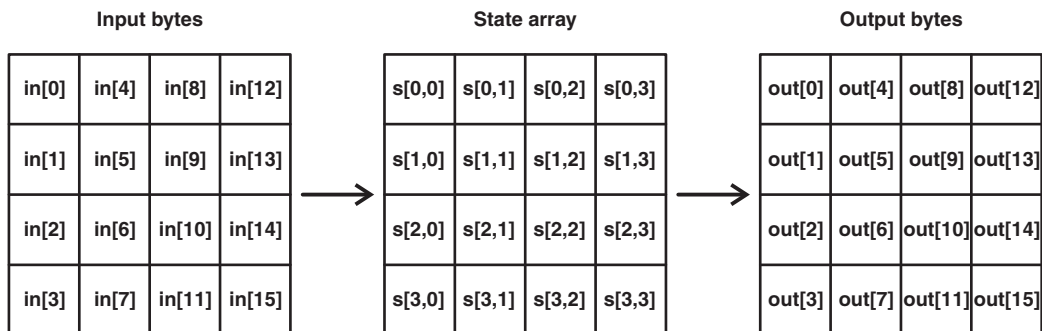 Input bytes State array Output bytes
in[0] in[4] in[8] in[12] s[0,0] s[0,1] s[0,2] s[0,3] out[0] out[4] out[8] out[12]
in[1] in[5] in[9] in[13] s[1,0] s[1,1] s[1,2] s[1,3] out[1] out[5] out[9] out[13]
in[2] in[6] in[10] in[14] s[2,0] s[2,1] s[2,2] s[2,3] out[2] out[6] out[10] out[14]
in[3] in[7] in[11] in[15] s[3,0] s[3,1] s[3,2] s[3,3] out[3] out[7] out[11] out[15]